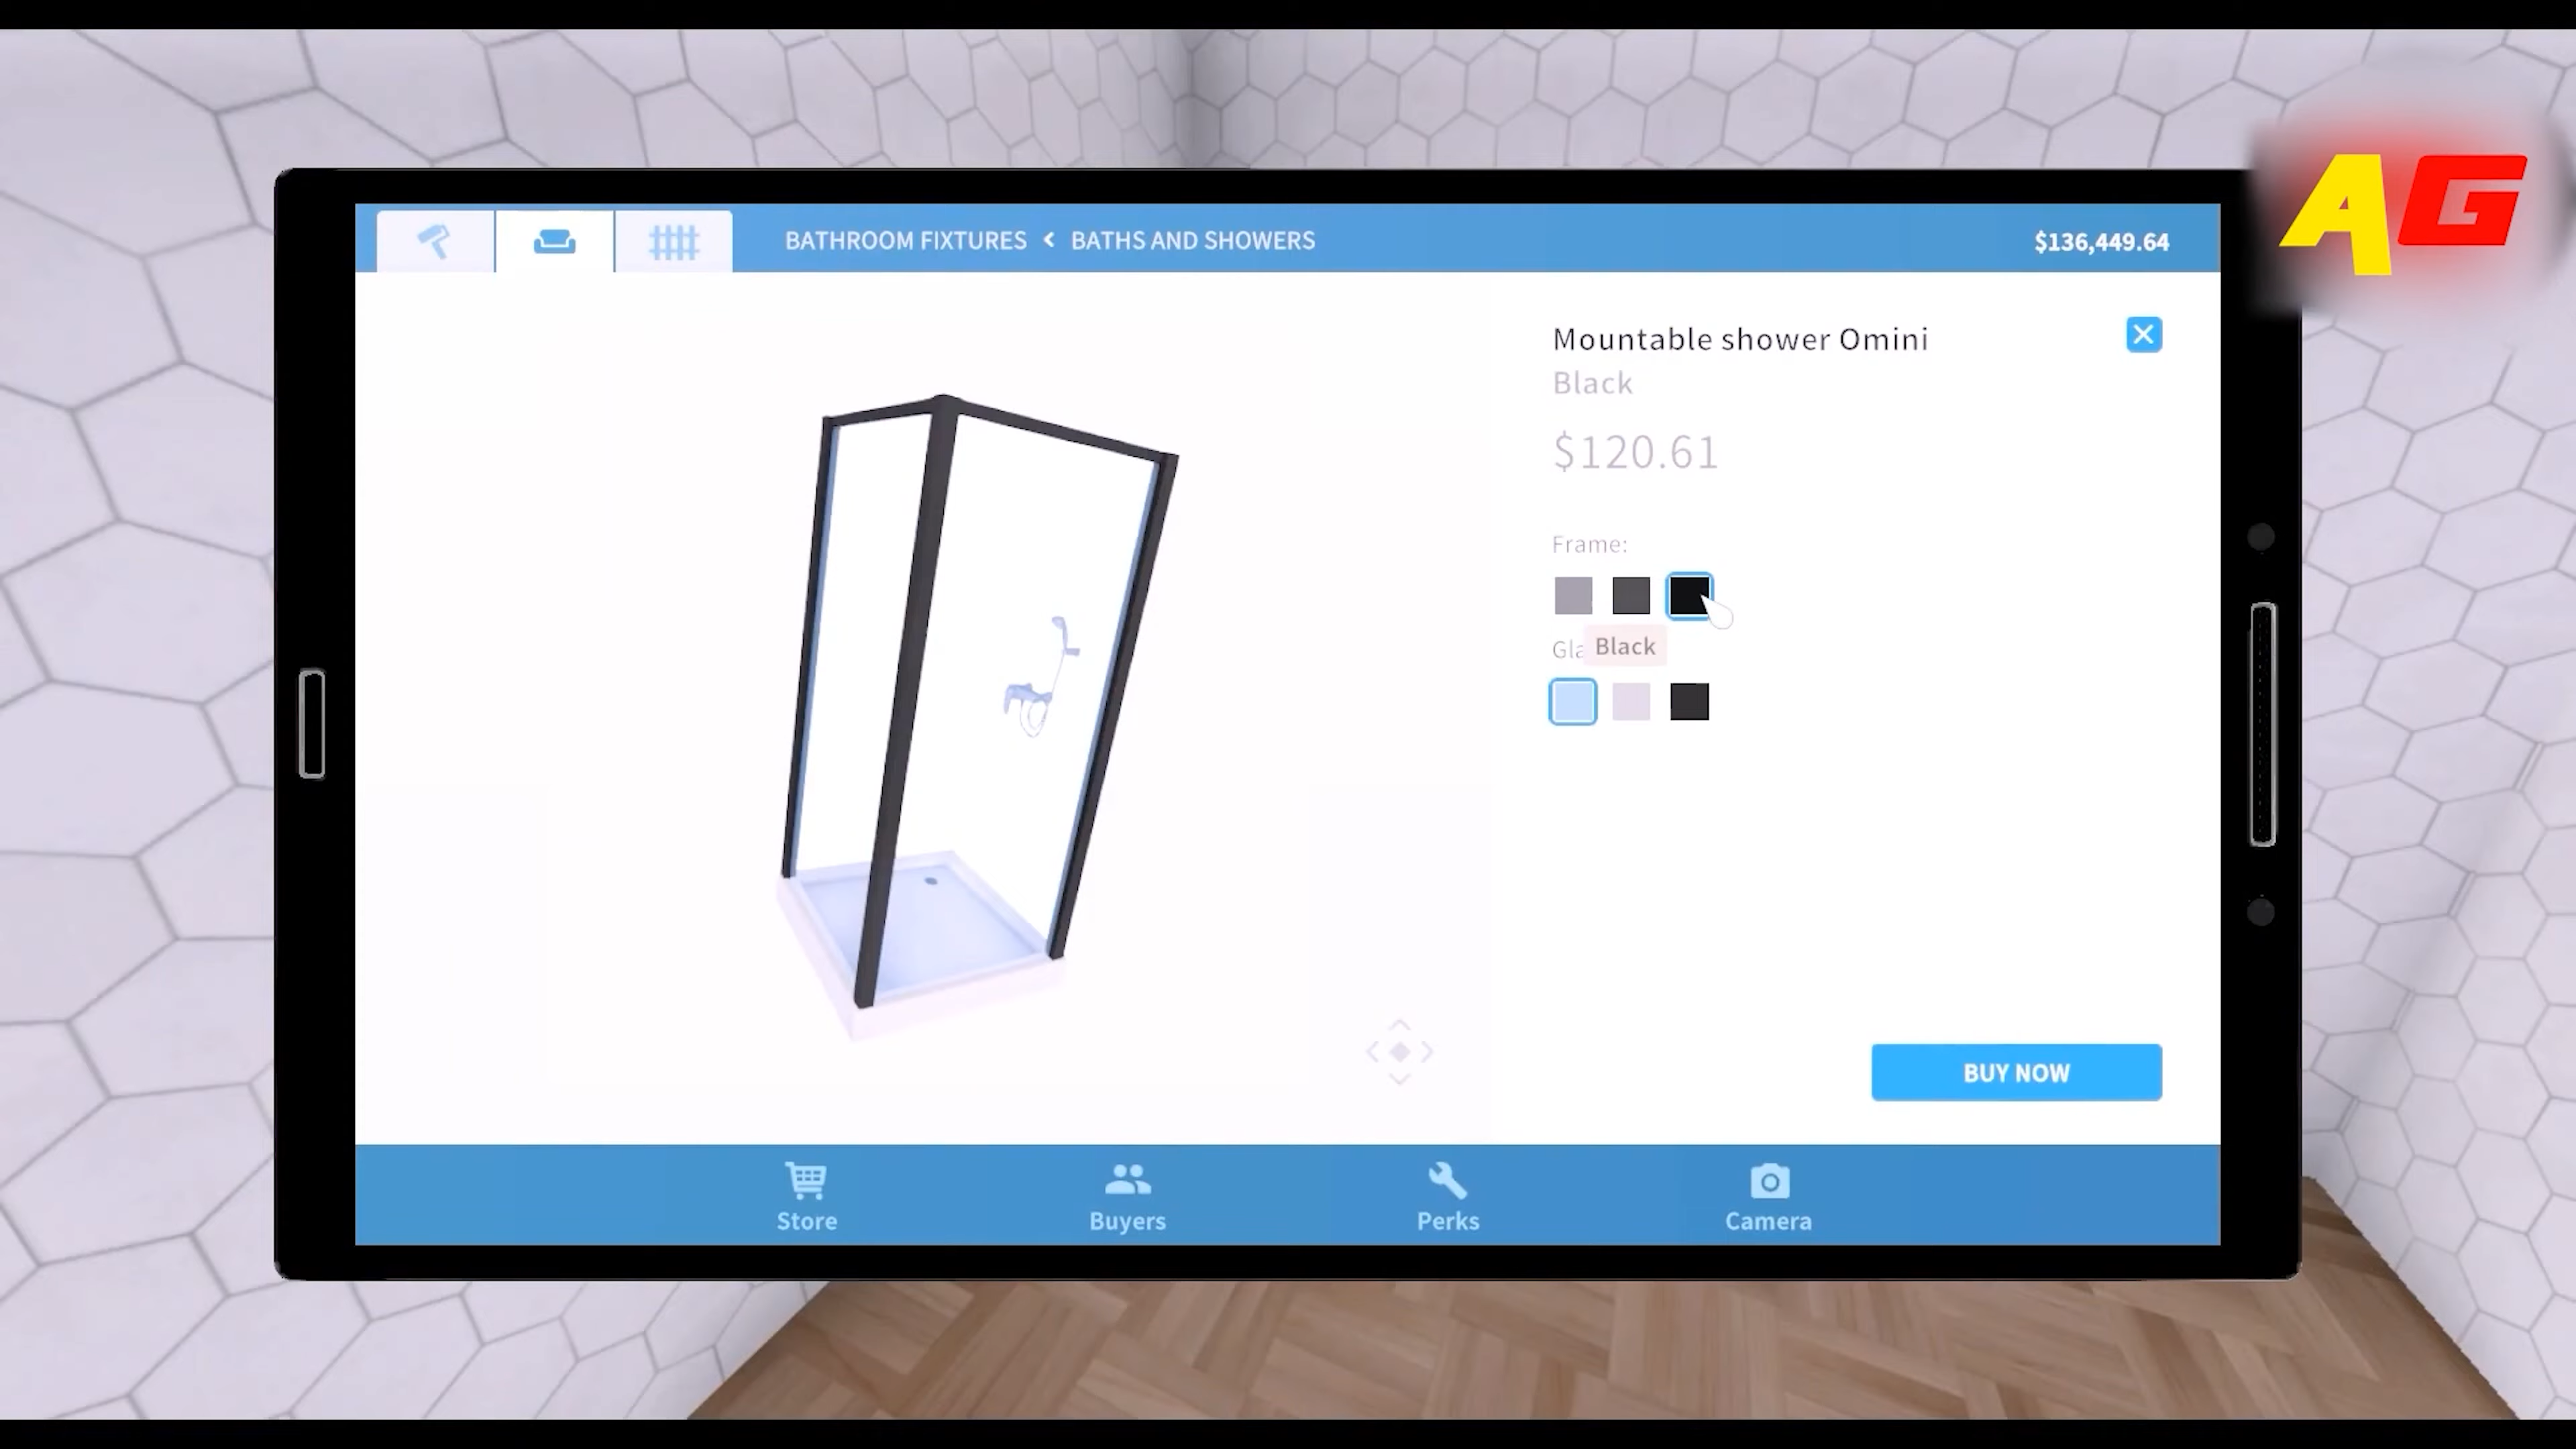 AG
BATHROOM FIXTURES < BATHS AND SHOWERS
$136,449.64
Mountable shower Omini
Black
$120.61
Frame:
Black
BUY NOW
Store
Buyers
Perks
Camera